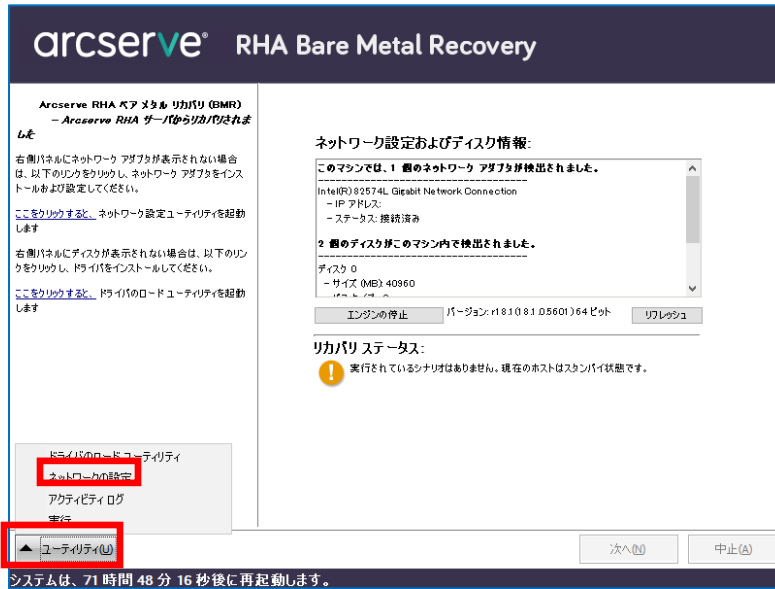 arcserve® RHA Bare Metal Recovery
Arcserve RHA ベア メタル リカバリ (BMR)
– Arcserve RHA サーバからリカバリされま
した
右側パネルにネットワーク アダプタが表示されない場合
は、以下のリンクをクリックし、ネットワーク アダプタをインス
トールおよび設定してください。
ここをクリックすると、 ネットワーク設定ユーティリティを起動
します
右側パネルにディスクが表示されない場合は、以下のリン
クをクリックし、ドライバをインストールしてください。
ここをクリックすると、 ドライバのロード ユーティリティを起動
します
ネットワーク設定およびディスク情報:
このマシンでは、1 個のネットワーク アダプタが検出されました。
Intel(R) 82574L Gigabit Network Connection
– IP アドレス:
– ステータス: 接続済み
2 個のディスクがこのマシン内で検出されました。
ディスク 0
– サイズ (MB): 40960
エンジンの停止
バージョン: r18.1(18.1.0.5601) 64 ビット
リフレッシュ
リカバリ ステータス:
実行されているシナリオはありません。現在のホストはスタンバイ状態です。
ドライバのロード ユーティリティ
ネットワークの設定
アクティビティ ログ
実行
ユーティリティ(U)
次へ(N)
中止(A)
システムは、71 時間 48 分 16 秒後に再起動します。